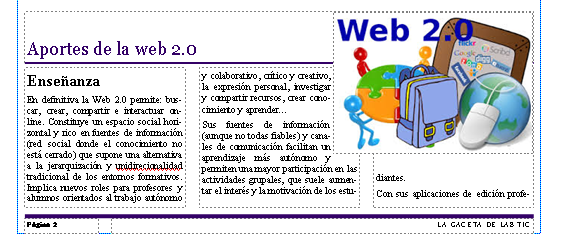 Aportes de la web 2.0
Web 2.0
flickr
Scribd
Google
Enseñanza
En definitiva la Web 2.0 permite: bus-
car, crear, compartir e interactuar on-
line. Constituye un espacio social hori-
zontal y rico en fuentes de información
(red social donde el conocimiento no
está cerrado) que supone una alternativa
a la jerarquización y unidireccionalidad
tradicional de los entornos formativos.
Implica nuevos roles para profesores y
alumnos orientados al trabajo autónomo
y colaborativo, crítico y creativo,
la expresión personal, investigar
y compartir recursos, crear cono-
cimiento y aprender...
Sus fuentes de información
(aunque no todas fiables) y cana-
les de comunicación facilitan un
aprendizaje más autónomo y
permiten una mayor participación en las
actividades grupales, que suele aumen-
tar el interés y la motivación de los estu-
diantes.
Con sus aplicaciones de edición profe-
Página 2
LA GACETA DE LAB TIC